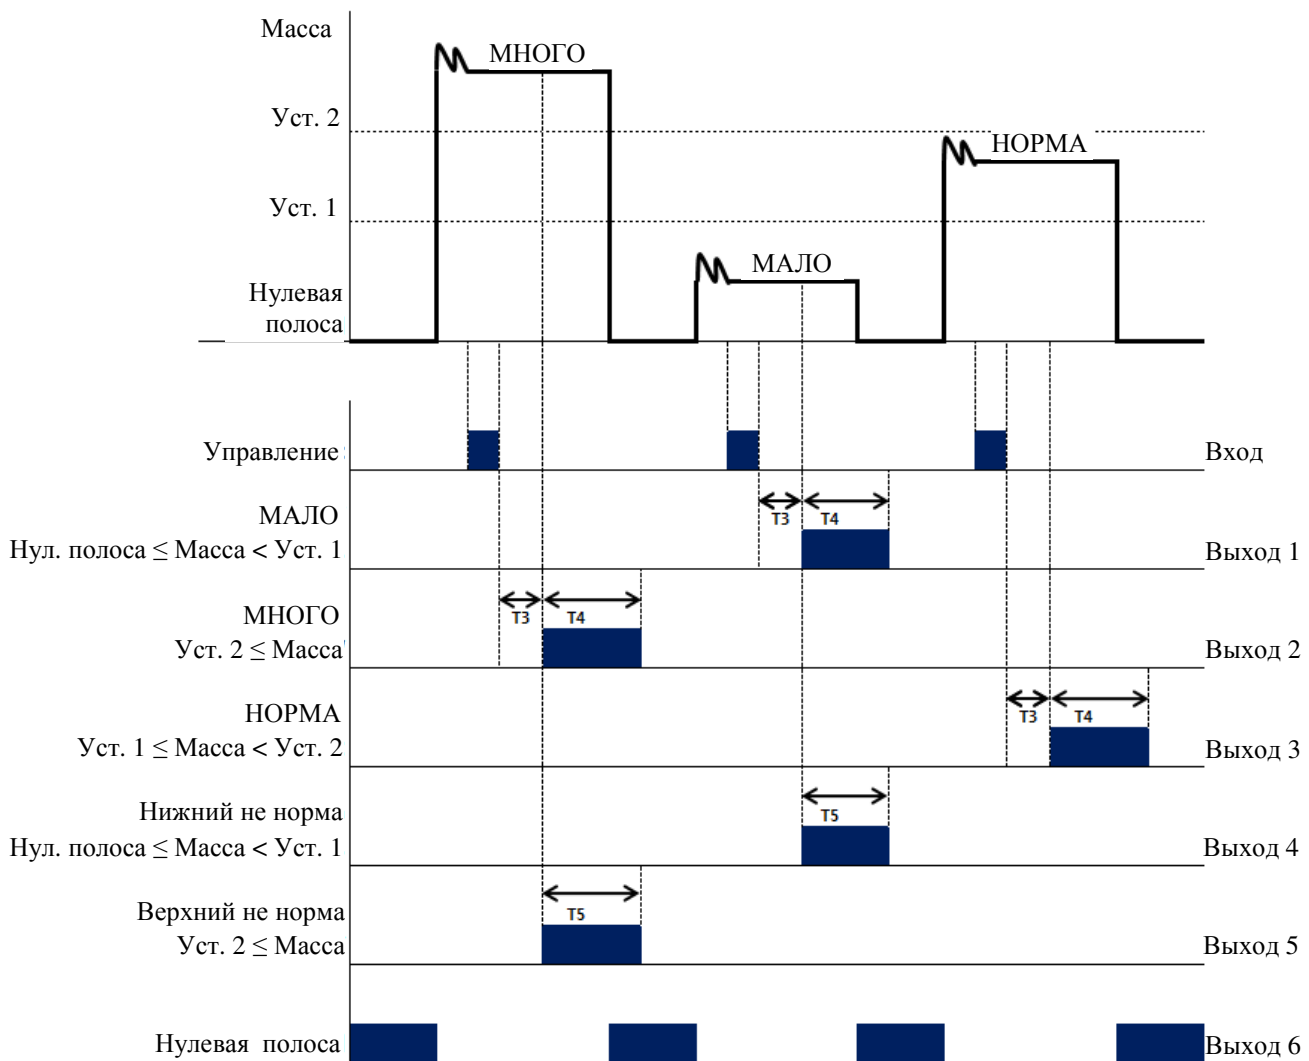 Масса
МНОГО
Уст. 2
НОРМА
Уст. 1
МАЛО
Нулевая
полоса
Управление
Вход
МАЛО
T3
T4
Нул. полоса ≤ Масса < Уст. 1
Выход 1
МНОГО
T3
T4
Уст. 2 ≤ Масса
Выход 2
НОРМА
T3
T4
Уст. 1 ≤ Масса < Уст. 2
Выход 3
Нижний не норма
T5
Нул. полоса ≤ Масса < Уст. 1
Выход 4
Верхний не норма
T5
Уст. 2 ≤ Масса
Выход 5
Нулевая полоса
Выход 6